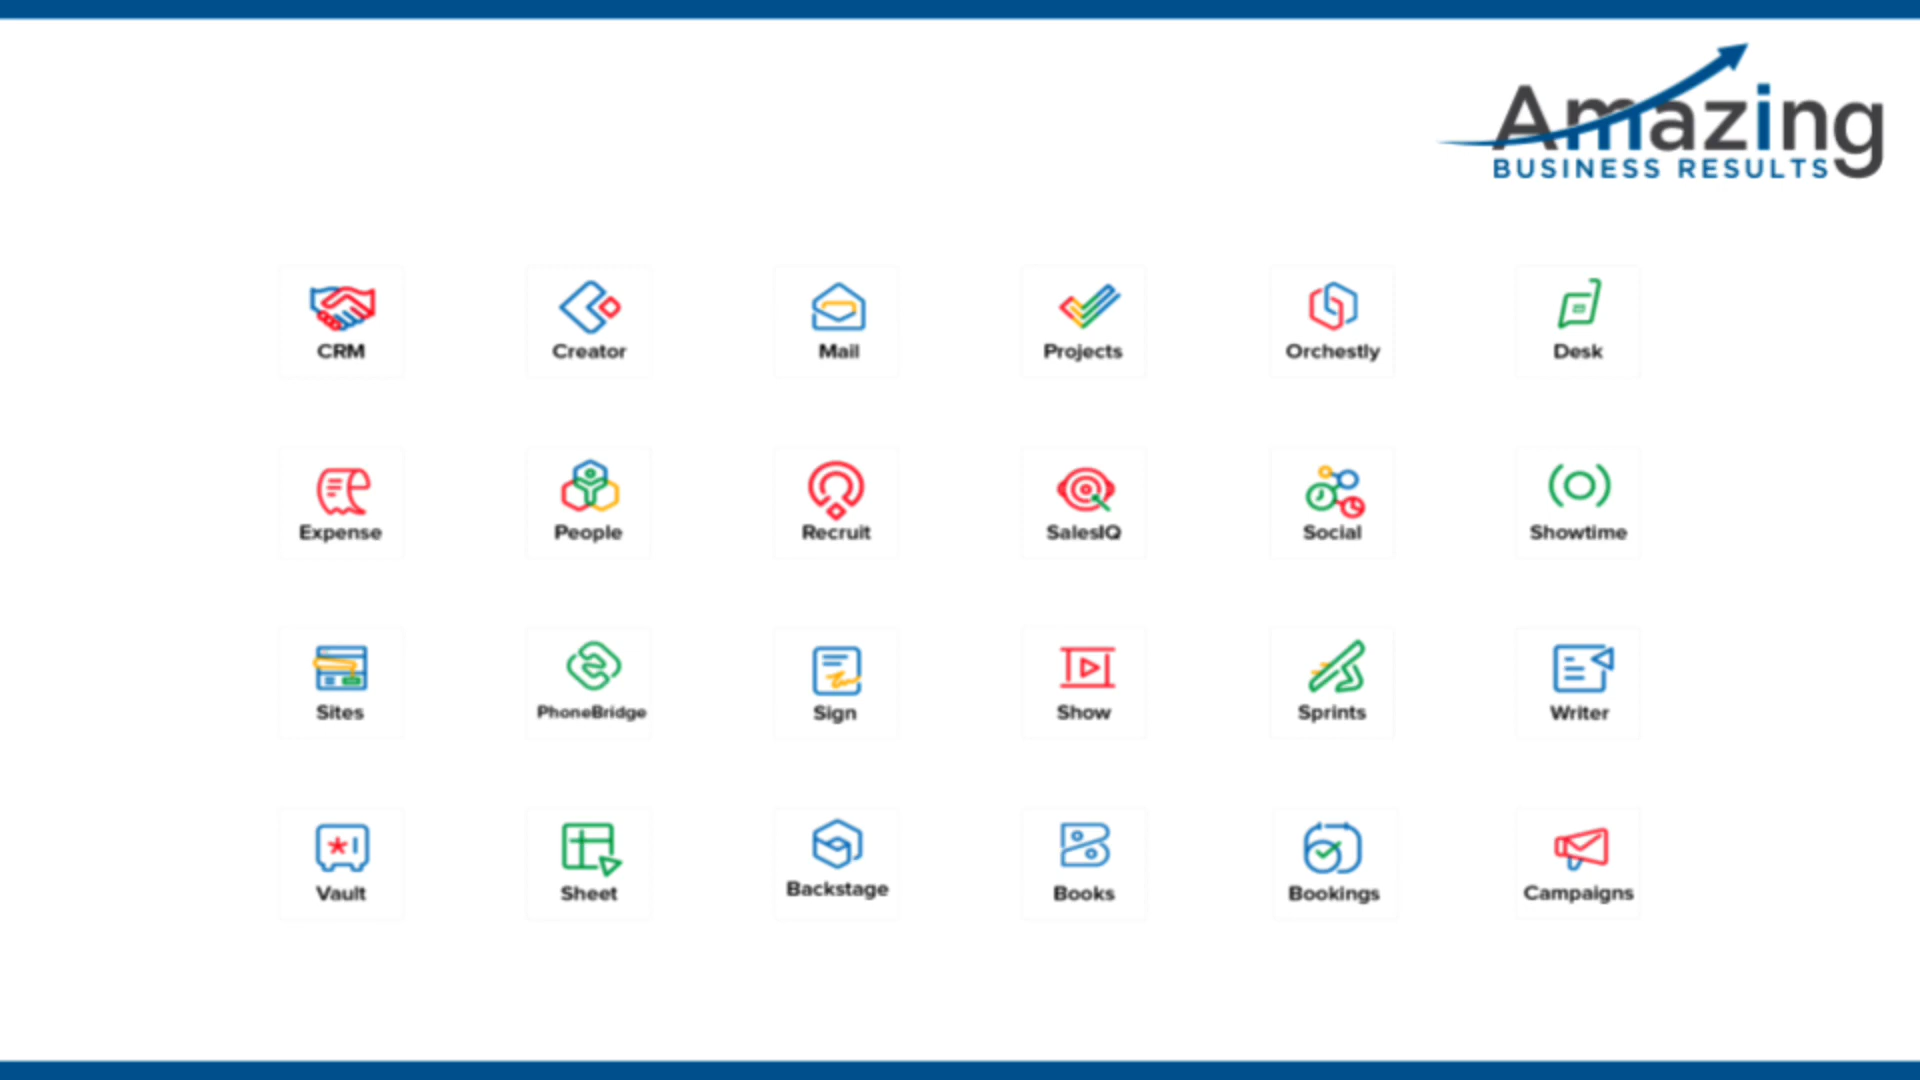 Amazing
BUSINESS RESULTS
CRM
Creator
Mail
Projects
Orchestly
Desk
Expense
People
Recruit
SalesIQ
Social
Showtime
Sites
PhoneBridge
Sign
Show
Sprints
Writer
Vault
Sheet
Backstage
Books
Bookings
Campaigns